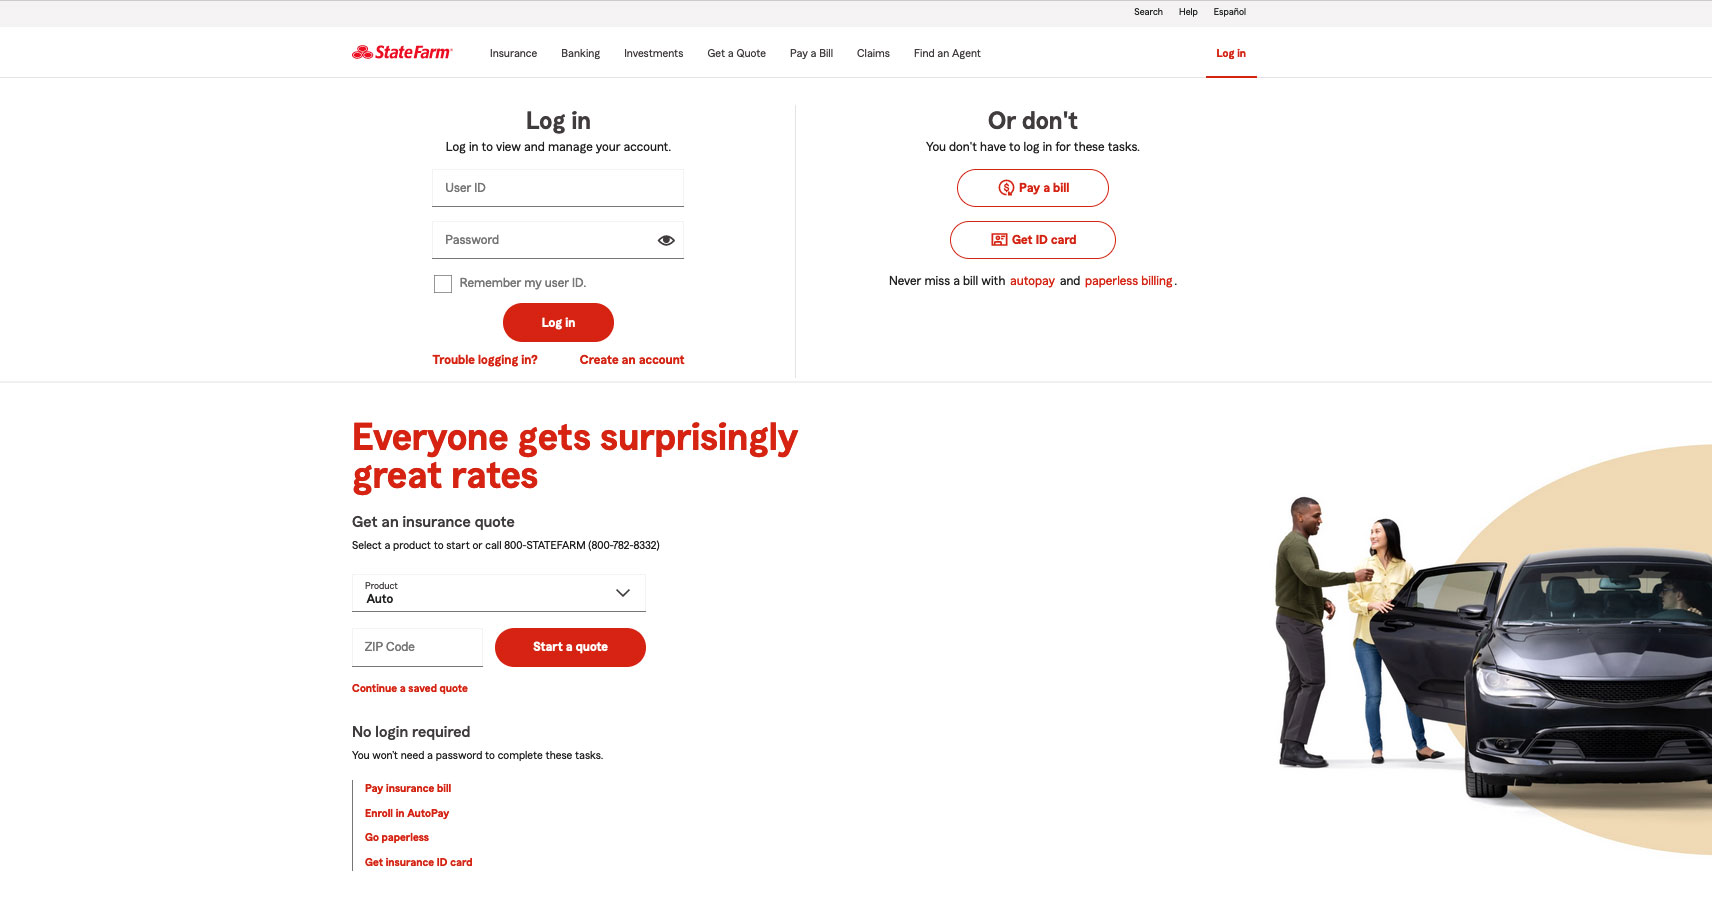 Search Help Español
StateFarm Insurance Banking Investments Get a Quote Pay a Bill Claims Find an Agent Log in
Log in
Log in to view and manage your account.
User ID
Password
Remember my user ID.
Log in
Trouble logging in? Create an account
Or don't
You don't have to log in for these tasks.
Pay a bill
Get ID card
Never miss a bill with autopay and paperless billing.
Everyone gets surprisingly
great rates
Get an insurance quote
Select a product to start or call 800-STATEFARM (800-782-8332)
Product
Auto
ZIP Code Start a quote
Continue a saved quote
No login required
You won't need a password to complete these tasks.
Pay insurance bill
Enroll in AutoPay
Go paperless
Get insurance ID card